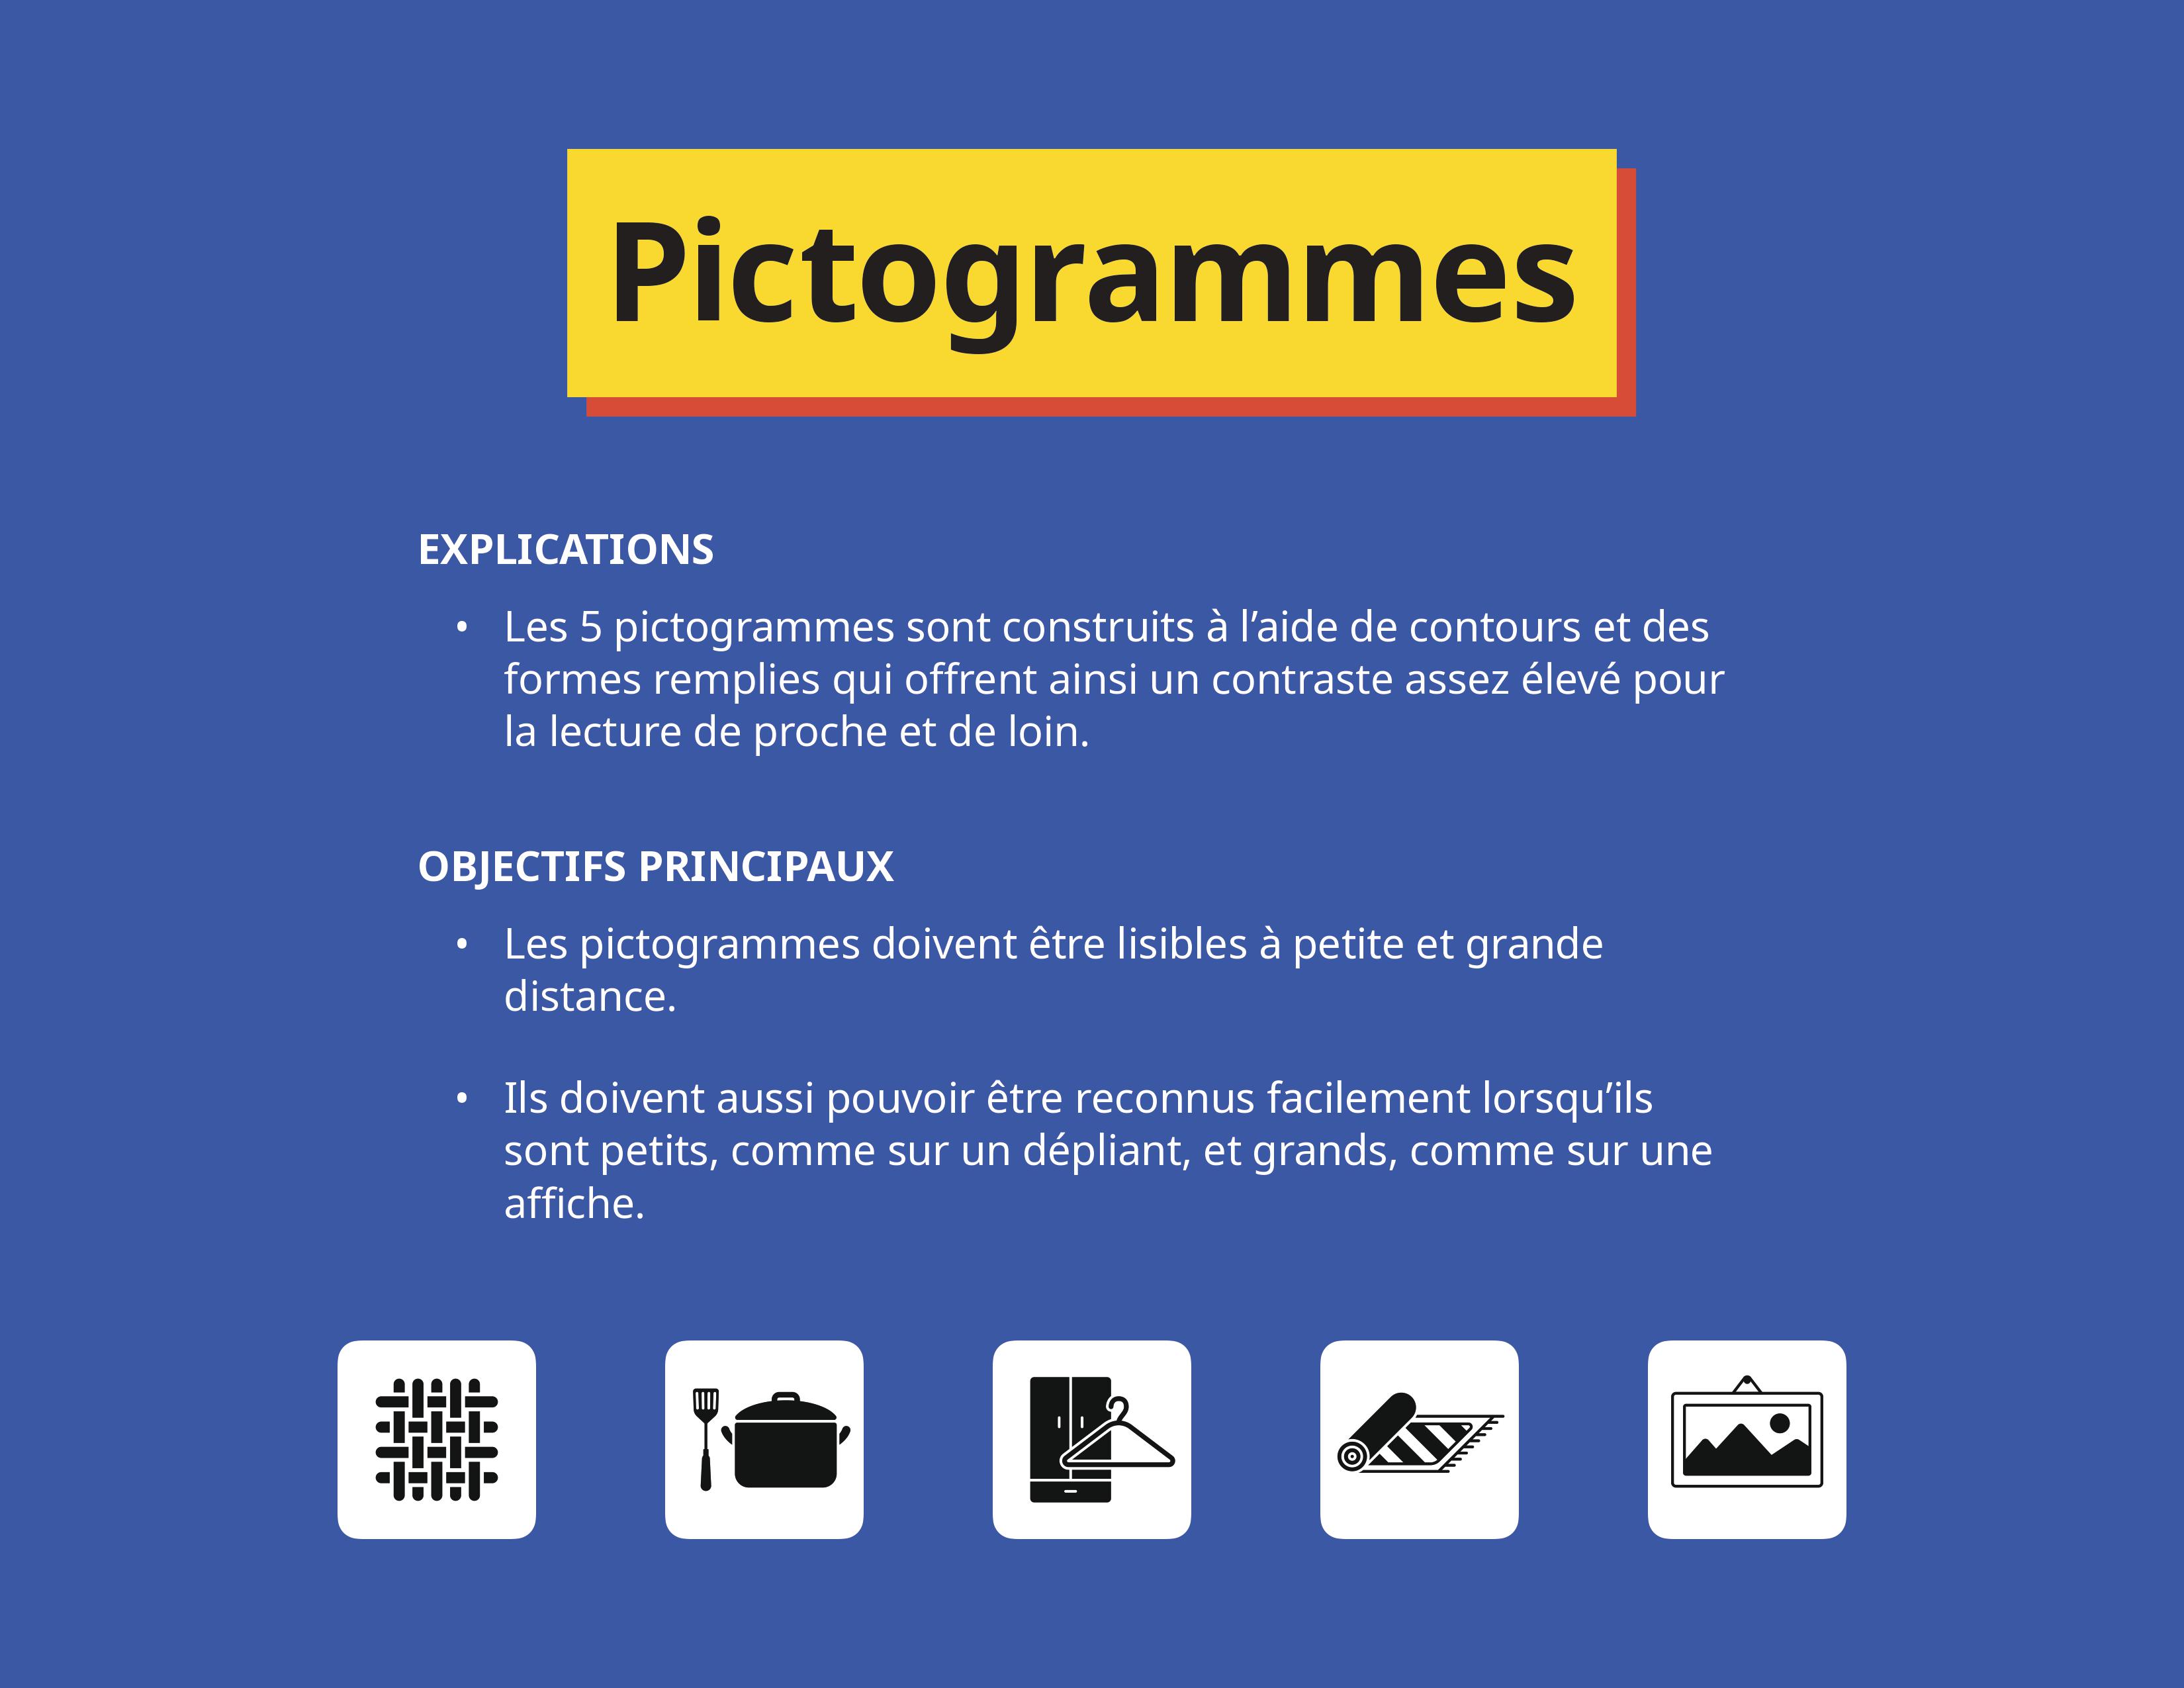 Pictogrammes
EXPLICATIONS
• Les 5 pictogrammes sont construits à l’aide de contours et des
formes remplies qui offrent ainsi un contraste assez élevé pour
la lecture de proche et de loin.
OBJECTIFS PRINCIPAUX
• Les pictogrammes doivent être lisibles à petite et grande
distance.
• Ils doivent aussi pouvoir être reconnus facilement lorsqu’ils
sont petits, comme sur un dépliant, et grands, comme sur une
affiche.